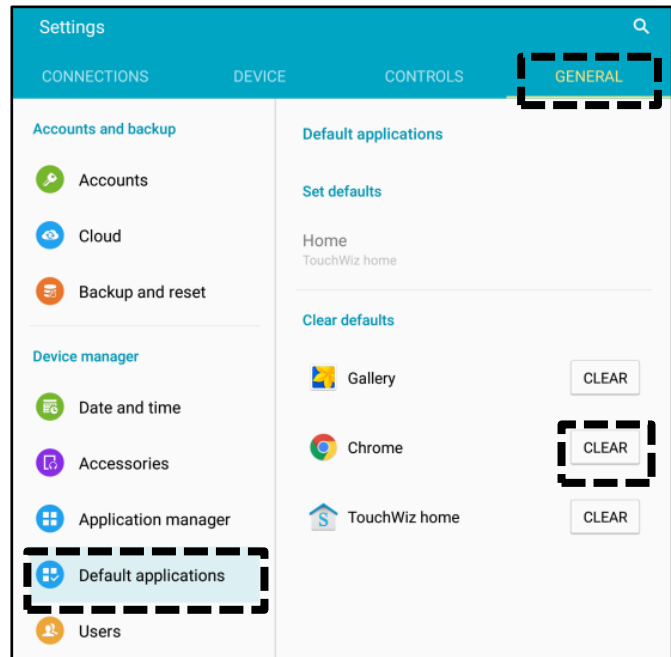 Settings
CONNECTIONS DEVICE CONTROLS GENERAL
Accounts and backup
Accounts
Cloud
Backup and reset
Device manager
Date and time
Accessories
Application manager
Default applications
Users
Default applications
Set defaults
Home
TouchWiz home
Clear defaults
Gallery CLEAR
Chrome CLEAR
S TouchWiz home CLEAR